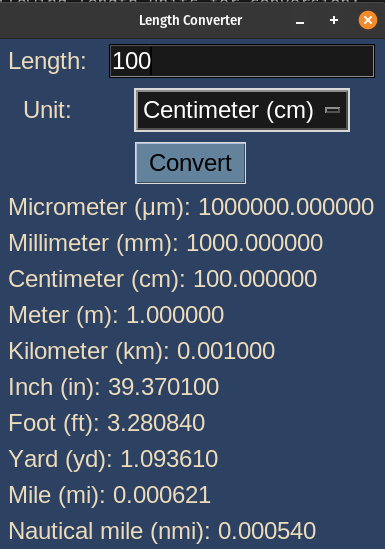 Length Converter
Length: 100
Unit: Centimeter (cm)
Convert
Micrometer (μm): 1000000.000000
Millimeter (mm): 1000.000000
Centimeter (cm): 100.000000
Meter (m): 1.000000
Kilometer (km): 0.001000
Inch (in): 39.370100
Foot (ft): 3.280840
Yard (yd): 1.093610
Mile (mi): 0.000621
Nautical mile (nmi): 0.000540